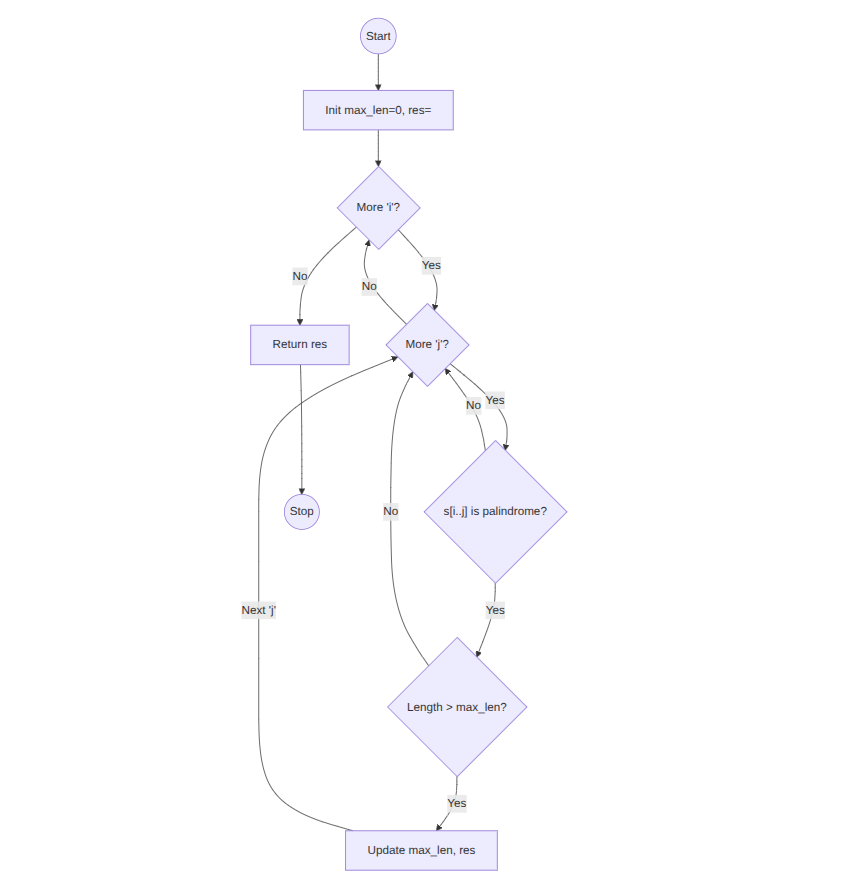 Start
Init max_len=0, res=
More 'i'?
Yes
No
No
Return res
More 'j'?
Yes
No
Stop
No
s[i..j] is palindrome?
Next 'j'
Yes
Length > max_len?
Yes
Update max_len, res